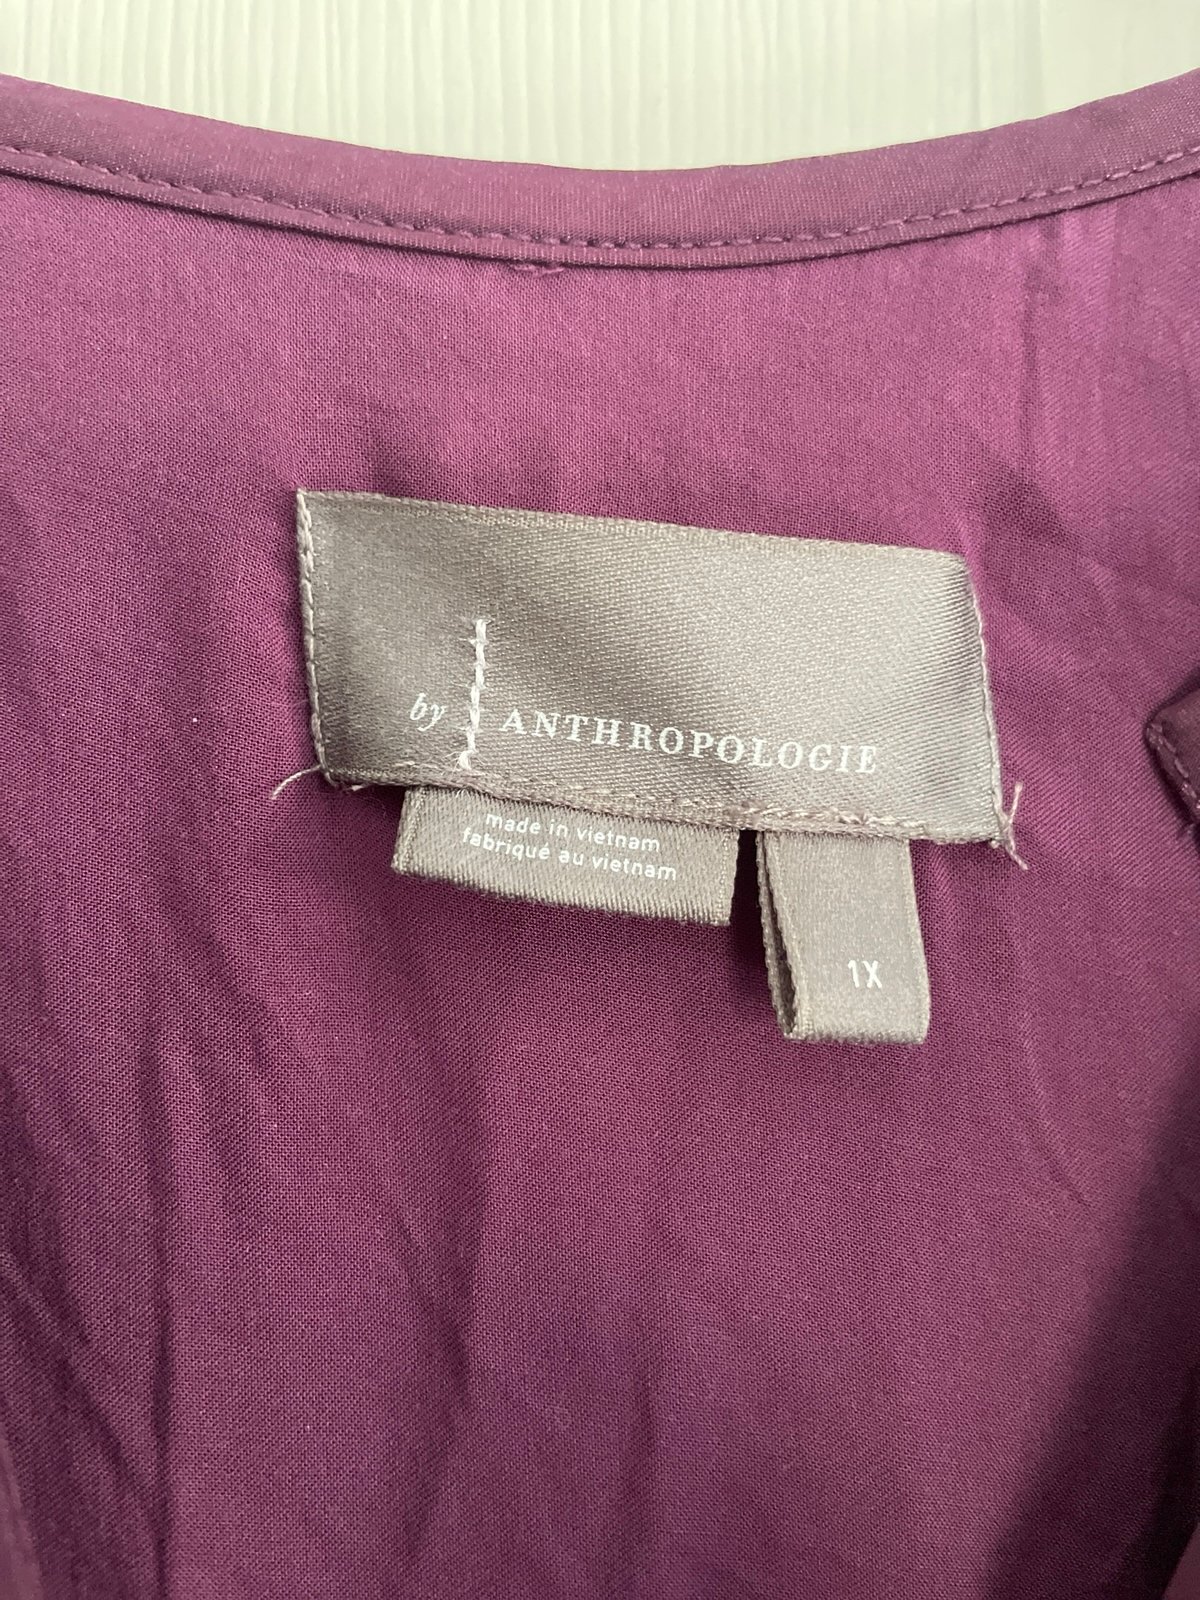 by ANTHROPOLOGIE
made in vietnam
fabriqué au vietnam
1X